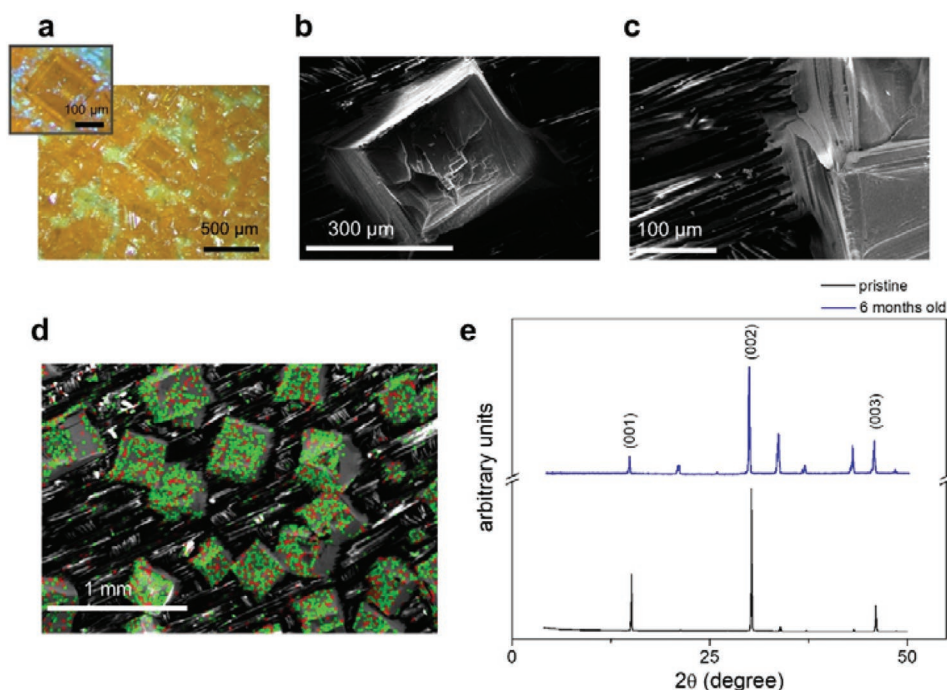 a
100 µm
500 µm
b
300 µm
c
100 µm
d
1 mm
e
pristine
6 months old
(001)
(002)
(003)
arbitrary units
0
25
50
2θ (degree)